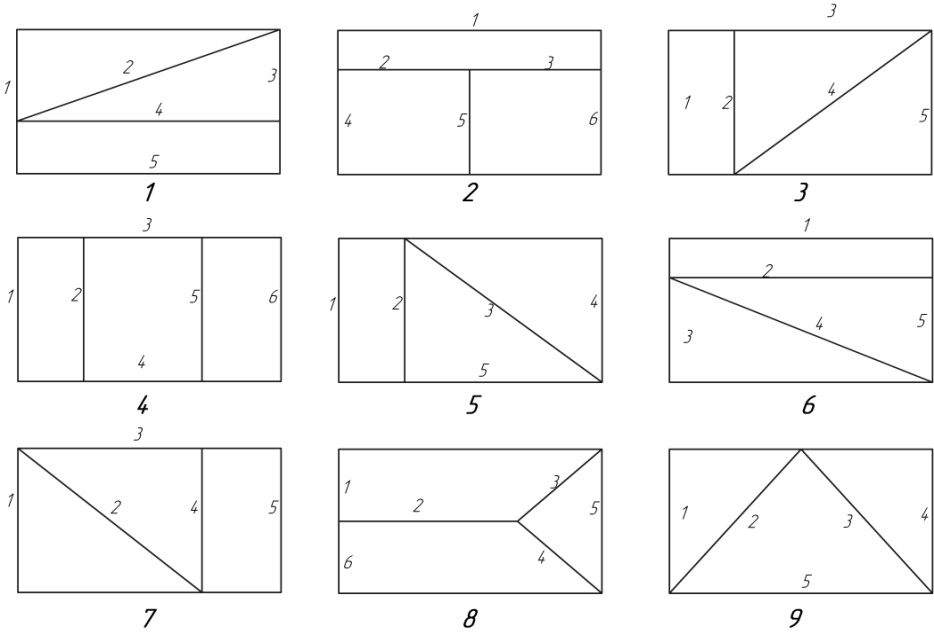 1 2 3 4 5
1
1 2 3 4 5 6
2
3 1 2 4 5
3
3 1 2 5 6 4
4
1 2 3 4 5
5
1 2 3 4 5
6
3 1 2 4 5
7
1 2 3 5 4 6
8
1 2 3 4 5
9